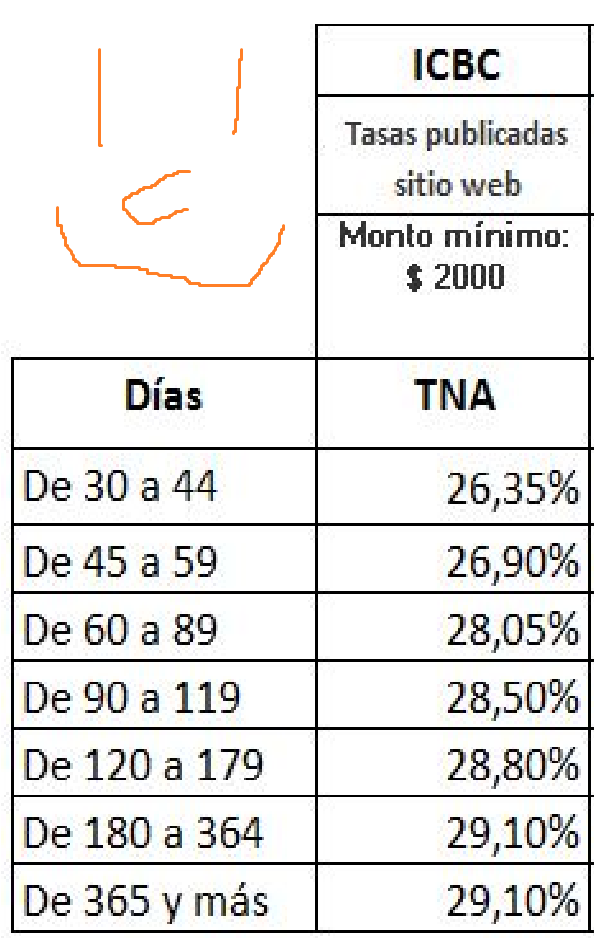 ICBC
Tasas publicadas
sitio web
Monto mínimo:
$ 2000
Días TNA
De 30 a 44 26,35%
De 45 a 59 26,90%
De 60 a 89 28,05%
De 90 a 119 28,50%
De 120 a 179 28,80%
De 180 a 364 29,10%
De 365 y más 29,10%